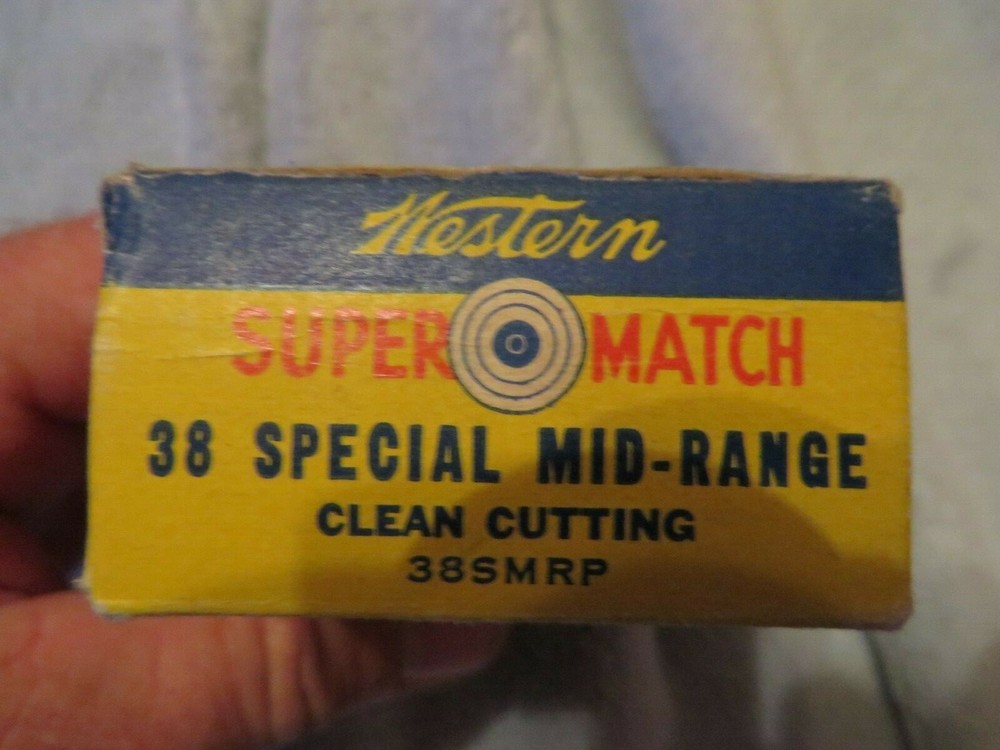 Western
SUPER MATCH
38 SPECIAL MID-RANGE
CLEAN CUTTING
38SMRP